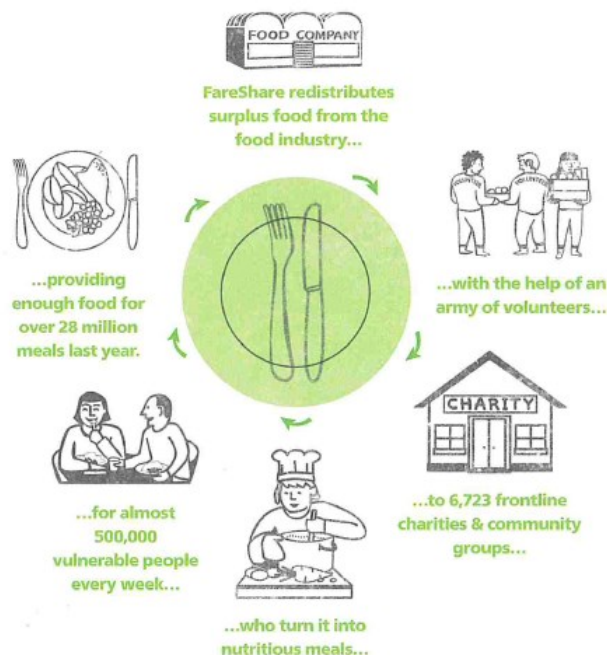 FOOD COMPANY
FareShare redistributes
surplus food from the
food industry...
VOLUNTEER
VOLUNTEER
...with the help of an
army of volunteers...
CHARITY
...to 6,723 frontline
charities & community
groups...
...who turn it into
nutritious meals...
...for almost
500,000
vulnerable people
every week...
...providing
enough food for
over 28 million
meals last year.